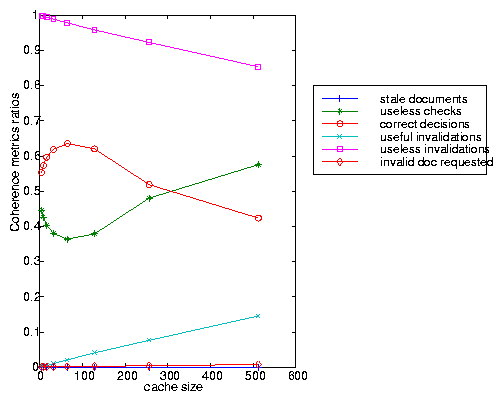 1
0.9
0.8
0.7
0.6
0.5
0.4
0.3
0.2
0.1
0
0 100 200 300 400 500 600
Coherence metrics ratios
cache size
stale documents
useless checks
correct decisions
useful invalidations
useless invalidations
invalid doc requested